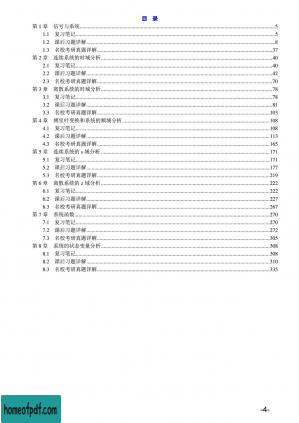 目 录
第 1 章 信号与系统......5
1.1 复习笔记......5
1.2 课后习题详解......8
1.3 名校考研真题详解......37
第 2 章 连续系统的时域分析......40
2.1 复习笔记......40
2.2 课后习题详解......42
2.3 名校考研真题详解......70
第 3 章 离散系统的时域分析......78
3.1 复习笔记......78
3.2 课后习题详解......81
3.3 名校考研真题详解......103
第 4 章 傅里叶变换和系统的频域分析......108
4.1 复习笔记......108
4.2 课后习题详解......113
4.3 名校考研真题详解......165
第 5 章 连续系统的 s 域分析......171
5.1 复习笔记......171
5.2 课后习题详解......177
5.3 名校考研真题详解......219
第 6 章 离散系统的 z 域分析......222
6.1 复习笔记......222
6.2 课后习题详解......227
6.3 名校考研真题详解......267
第 7 章 系统函数......270
7.1 复习笔记......270
7.2 课后习题详解......272
7.3 名校考研真题详解......305
第 8 章 系统的状态变量分析......308
8.1 复习笔记......308
8.2 课后习题详解......310
8.3 名校考研真题详解......335
-4-
homeofpdf.com